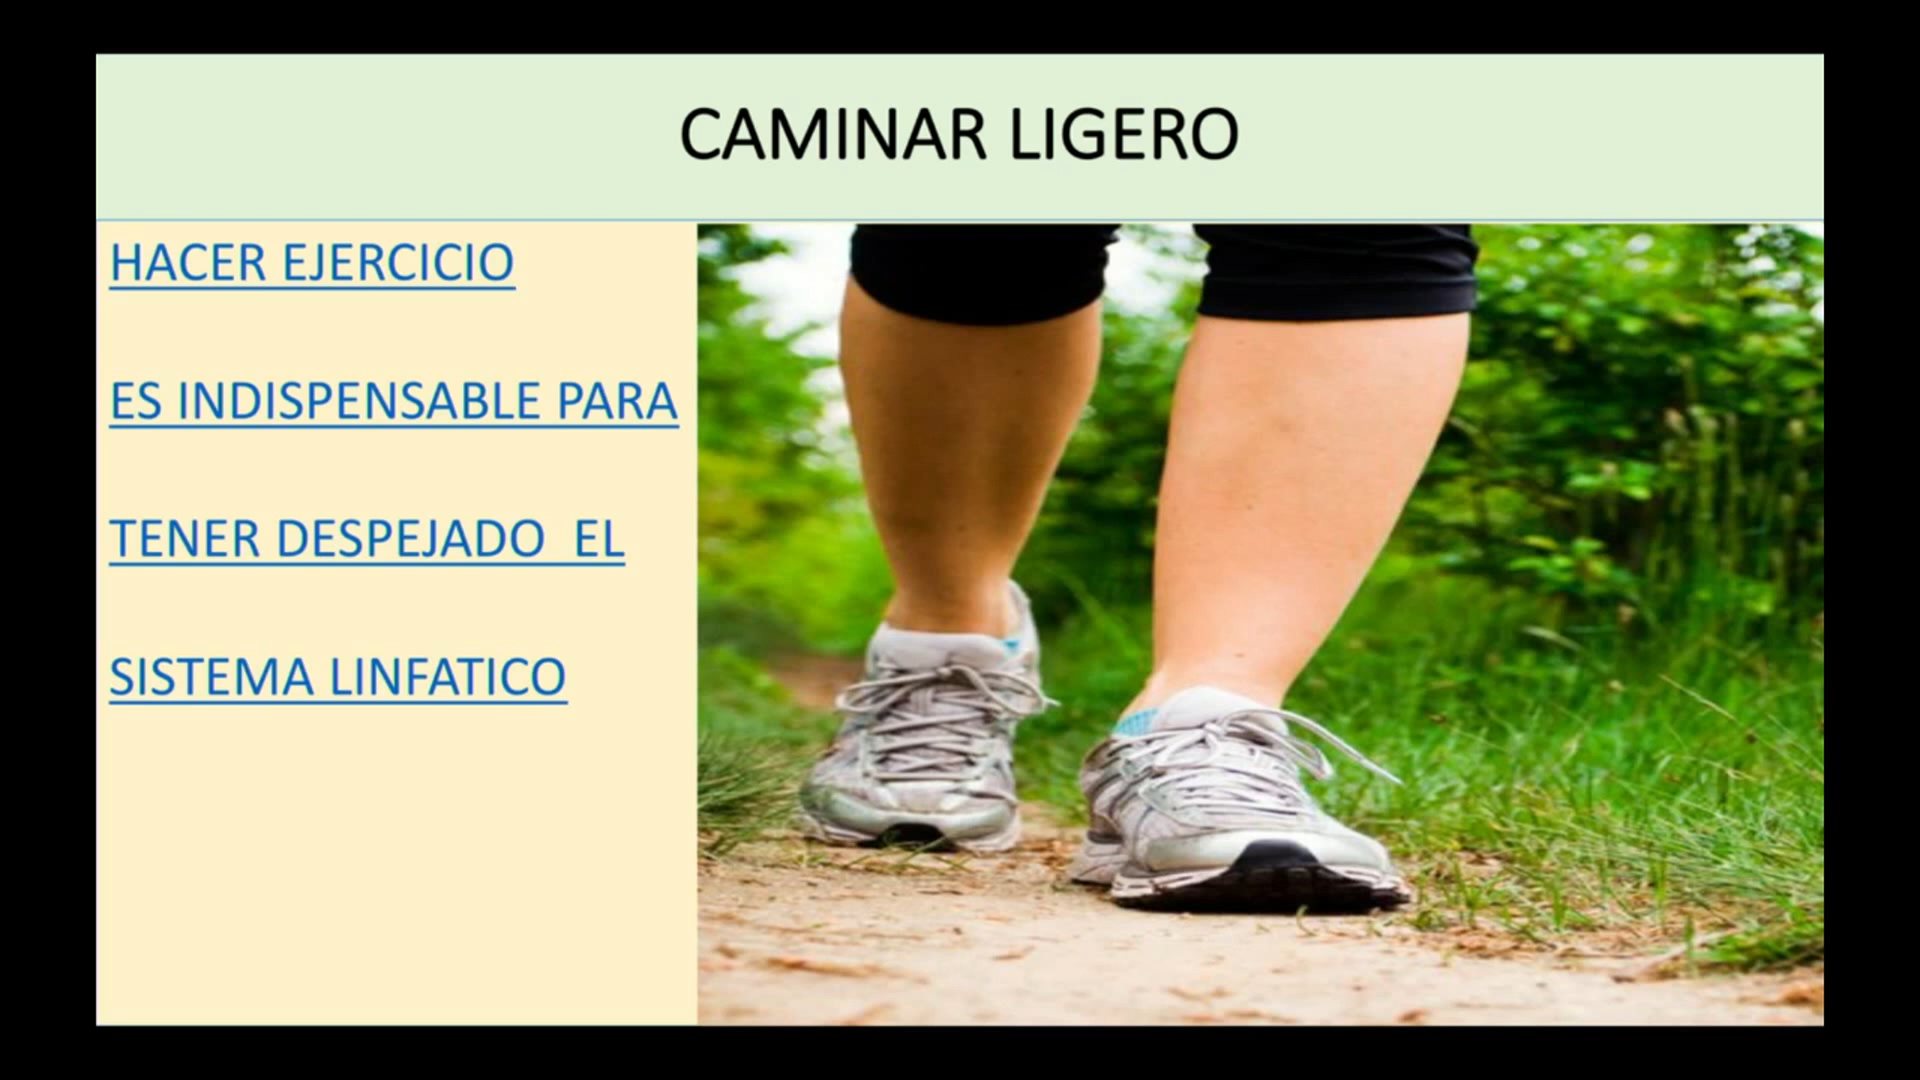 CAMINAR LIGERO
HACER EJERCICIO
ES INDISPENSABLE PARA
TENER DESPEJADO  EL
SISTEMA LINFATICO